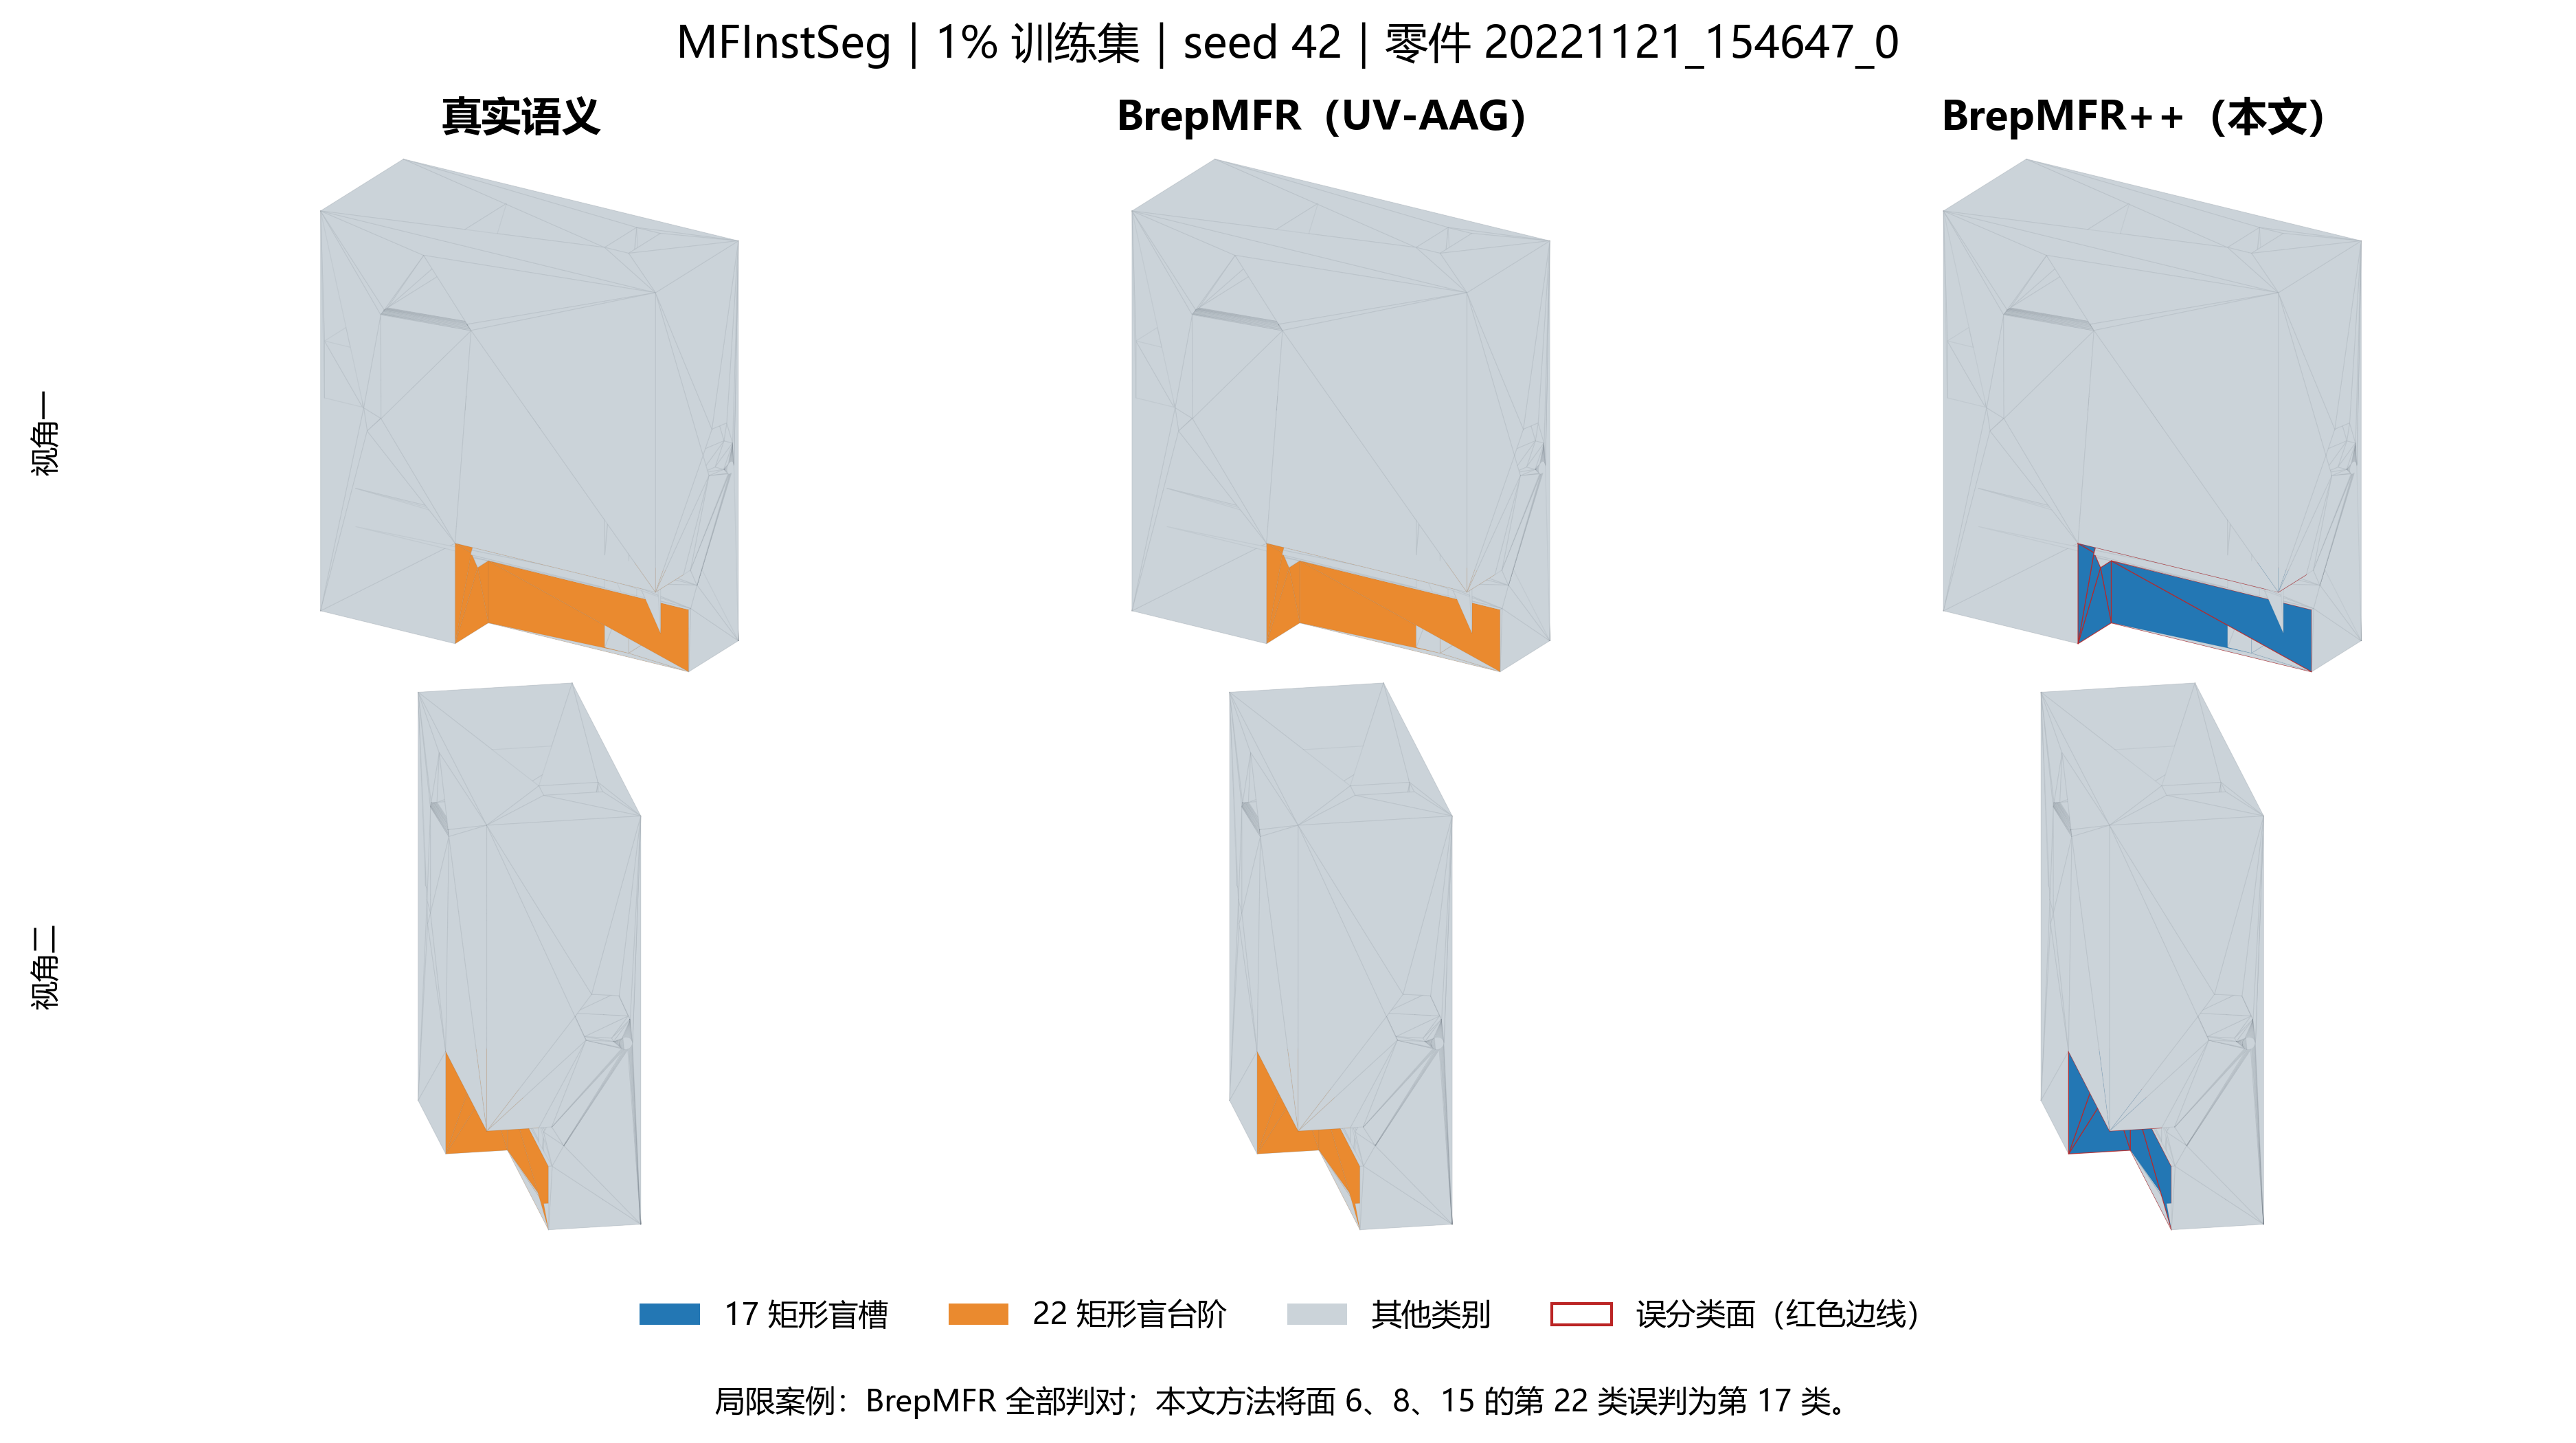 MFInstSeg | 1% 训练集 | seed 42 | 零件 20221121_154647_0
真实语义
BrepMFR（UV-AAG）
BrepMFR++（本文）
视角一
视角二
17 矩形盲槽
22 矩形盲台阶
其他类别
误分类面（红色边线）
局限案例：BrepMFR 全部判对；本文方法将面 6、8、15 的第 22 类误判为第 17 类。